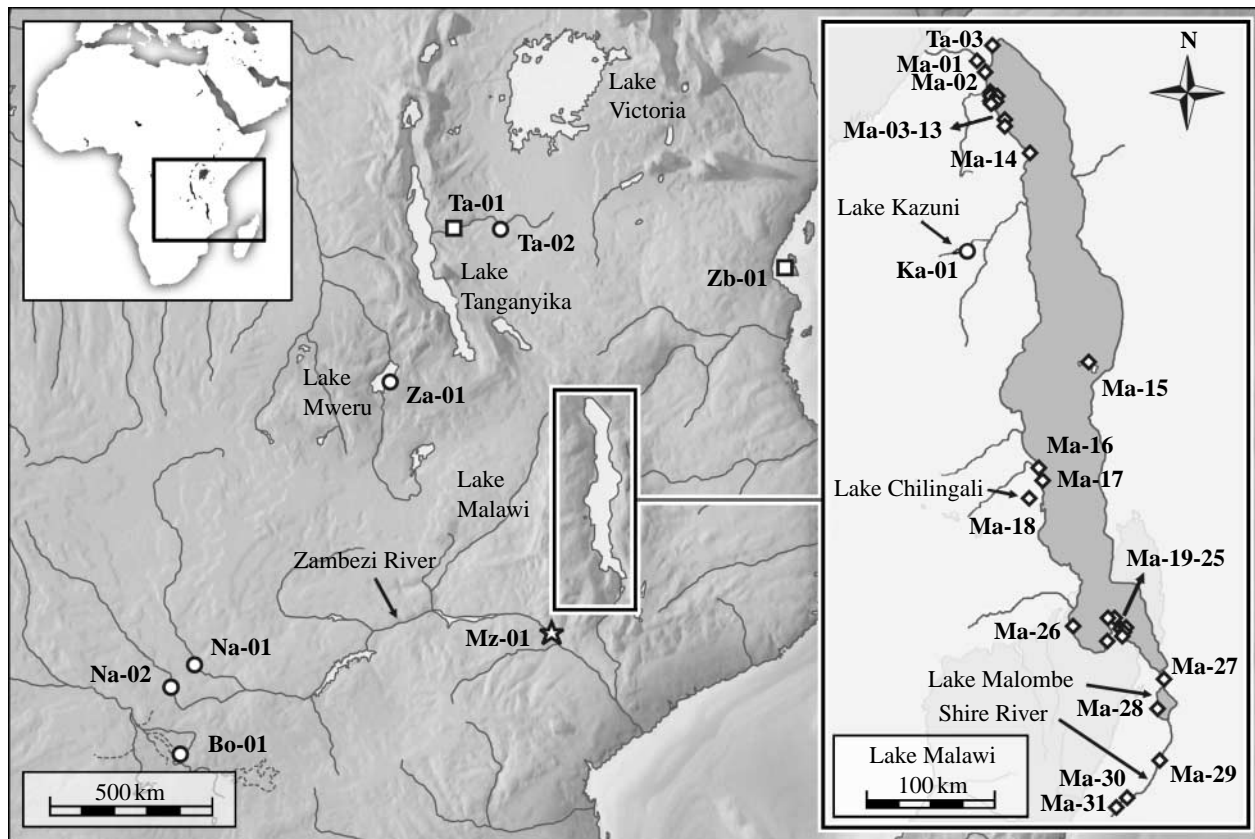 Lake
Victoria
Ta-01
Ta-02
Lake
Tanganyika
Zb-01
Lake
Mweru
Za-01
Lake
Malawi
Zambezi River
Mz-01
Na-01
Na-02
Bo-01
500 km
N
Ta-03
Ma-01
Ma-02
Ma-03-13
Ma-14
Lake Kazuni
Ka-01
Ma-15
Ma-16
Ma-17
Lake Chilingali
Ma-18
Ma-19-25
Ma-26
Ma-27
Lake Malombe
Ma-28
Shire River
Ma-29
Ma-30
Ma-31
Lake Malawi
100 km